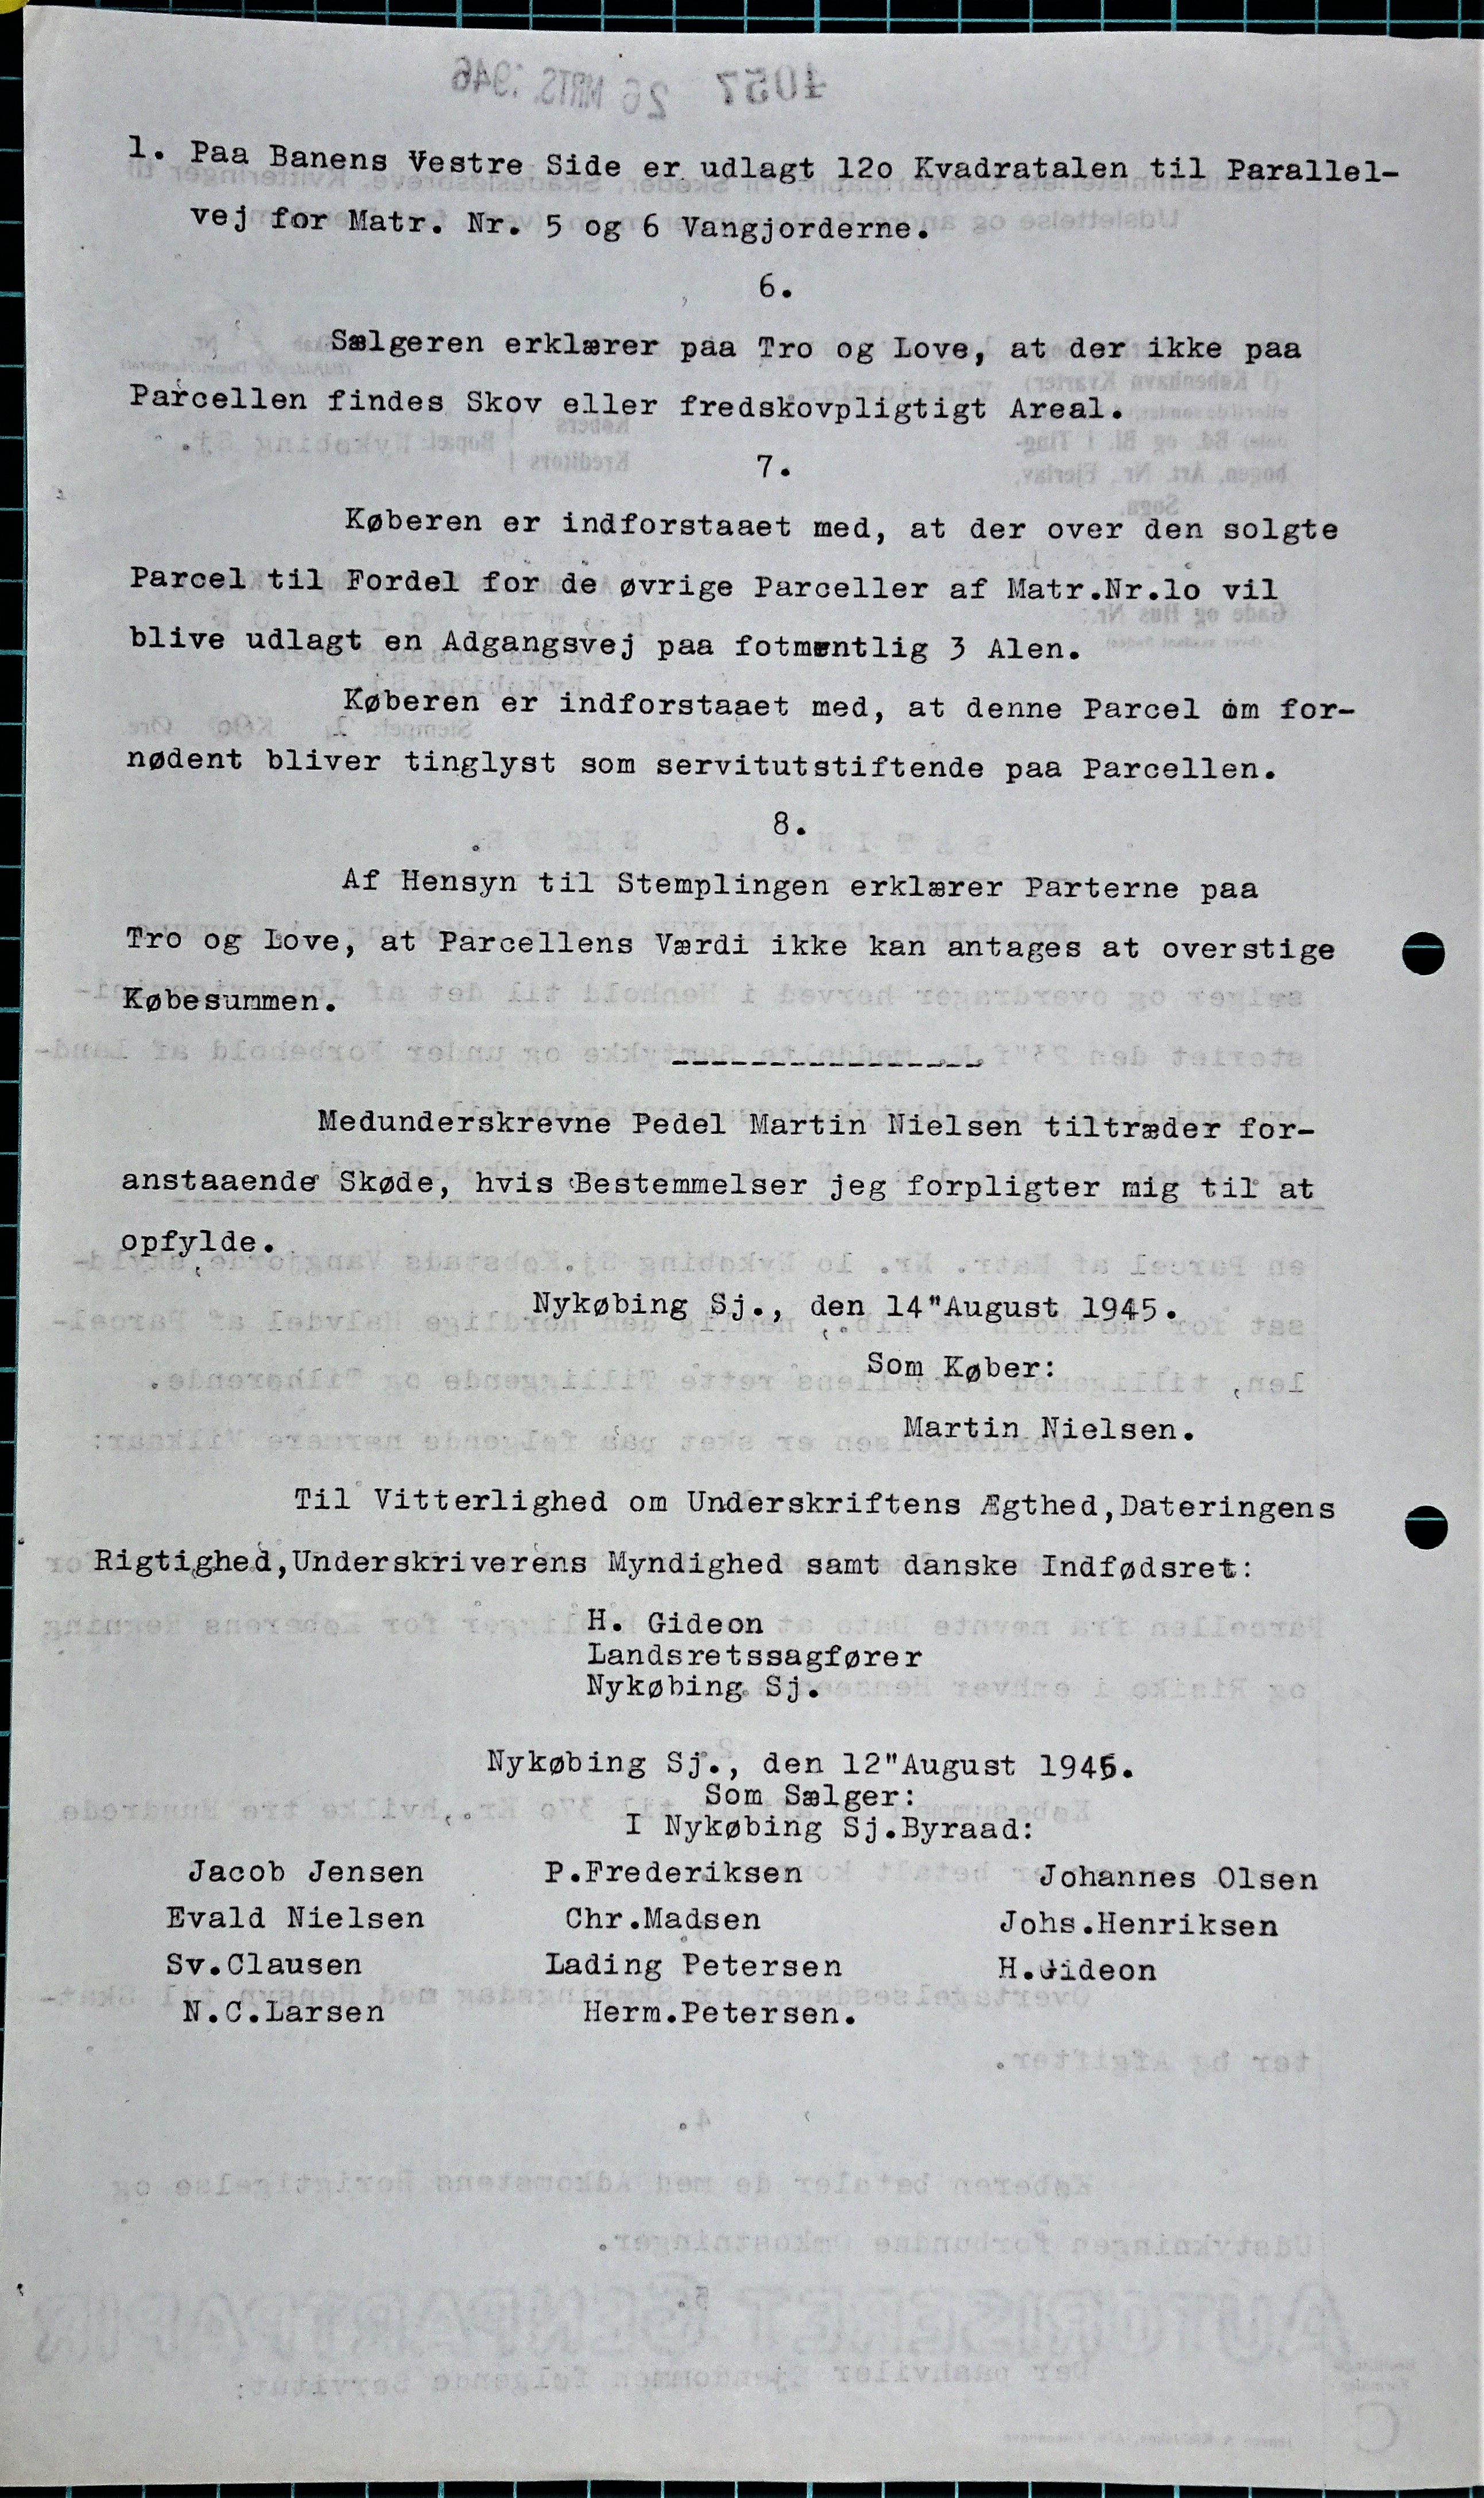 1. Paa Banens Vestre Side er udlagt 12o Kvadratalen til Parallel-
vej for Matr. Nr. 5 og 6 Vangjorderne.
6.
Sælgeren erklærer paa Tro og Love, at der ikke paa
Parcellen findes Skov eller fredskovpligtigt Areal.
7.
Køberen er indforstaaet med, at der over den solgte
Parcel til Fordel for de øvrige Parceller af Matr.Nr.lo vil
blive udlagt en Adgangsvej paa fotmæntlig 3 Alen.
Køberen er indforstaaet med, at denne Parcel om for-
nødent bliver tinglyst som servitutstiftende paa Parcellen.
8.
Af Hensyn til Stemplingen erklærer Parterne paa
Tro og Love, at Parcellens Værdi ikke kan antages at overstige
Købesummen.
-----------------
Medunderskrevne Pedel Martin Nielsen tiltræder for-
anstaaende Skøde, hvis Bestemmelser jeg forpligter mig til at
opfylde.
Nykøbing Sj., den 14"August 1945.
Som Køber:
Martin Nielsen.
Til Vitterlighed om Underskriftens Ægthed,Dateringens
Rigtighed,Underskriverens Myndighed samt danske Indfødsret:
H. Gideon
Landsretssagfører
Nykøbing Sj.
Nykøbing Sj., den 12"August 1945.
Som Sælger:
I Nykøbing Sj.Byraad:
Jacob Jensen P.Frederiksen Johannes Olsen
Evald Nielsen Chr.Madsen Johs.Henriksen
Sv.Clausen Lading Petersen H.Gideon
N.C.Larsen Herm.Petersen.